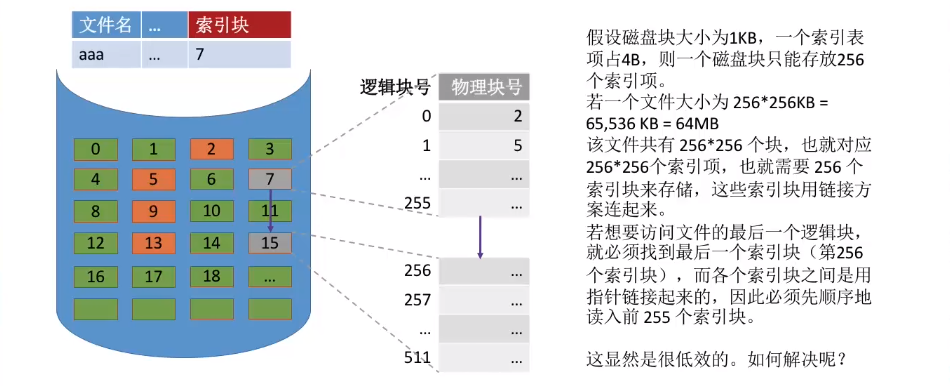 文件名 … 索引块
aaa … 7
0 1 2 3
4 5 6 7
8 9 10 11
12 13 14 15
16 17 18 …
逻辑块号 物理块号
0 2
1 5
… …
255 …
256 …
257 …
… …
511 …
假设磁盘块大小为1KB，一个索引表
项占4B，则一个磁盘块只能存放256
个索引项。
若一个文件大小为 256*256KB =
65,536 KB = 64MB
该文件共有 256*256 个块，也就对应
256*256个索引项，也就需要 256 个
索引块来存储，这些索引块用链接方
案连起来。
若想要访问文件的最后一个逻辑块，
就必须找到最后一个索引块（第256
个索引块），而各个索引块之间是用
指针链接起来的，因此必须先顺序地
读入前 255 个索引块。
这显然是很低效的。如何解决呢？